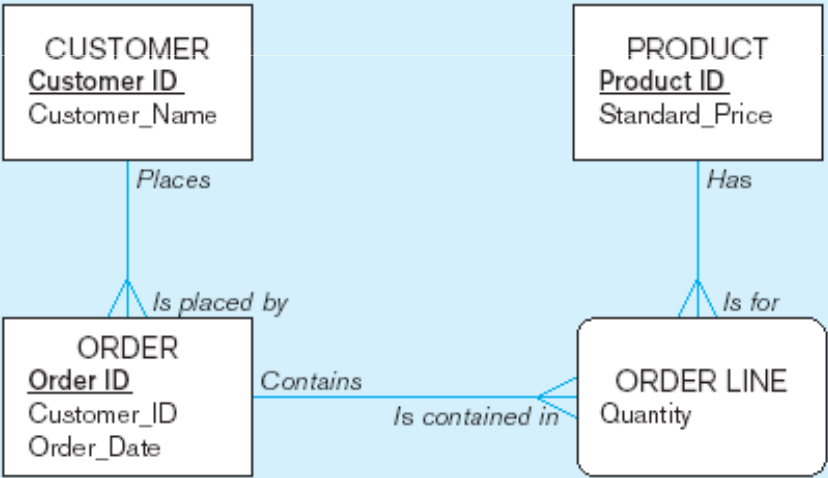 CUSTOMER
Customer ID
Customer_Name
PRODUCT
Product ID
Standard_Price
Places
Has
Is placed by
Is for
ORDER
Order ID
Customer_ID
Order_Date
Contains
Is contained in
ORDER LINE
Quantity